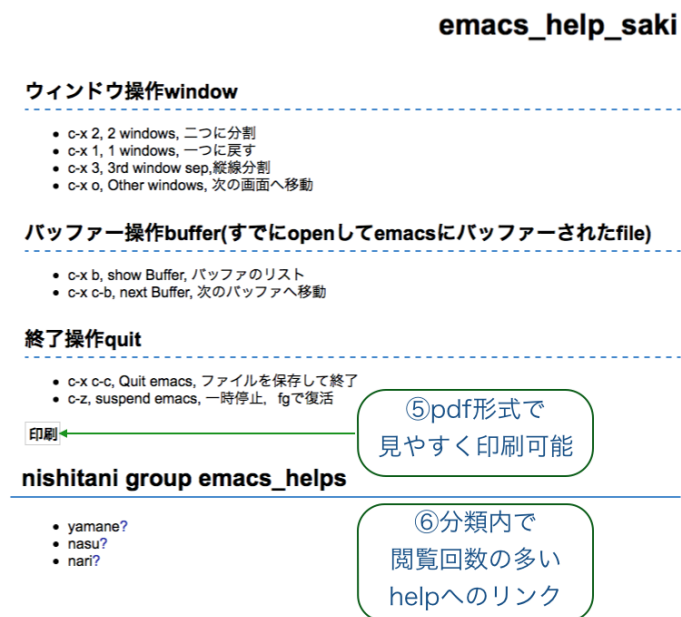 emacs_help_saki
ウィンドウ操作window
• c-x 2, 2 windows, 二つに分割
• c-x 1, 1 windows, 一つに戻す
• c-x 3, 3rd window sep,縦線分割
• c-x o, Other windows, 次の画面へ移動
バッファー操作buffer(すでにopenしてemacsにバッファーされたfile)
• c-x b, show Buffer, バッファのリスト
• c-x c-b, next Buffer, 次のバッファへ移動
終了操作quit
• c-x c-c, Quit emacs, ファイルを保存して終了
• c-z, suspend emacs, 一時停止, fgで復活
印刷
⑤pdf形式で
見やすく印刷可能
nishitani group emacs_helps
• yamane?
• nasu?
• nari?
⑥分類内で
閲覧回数の多い
helpへのリンク